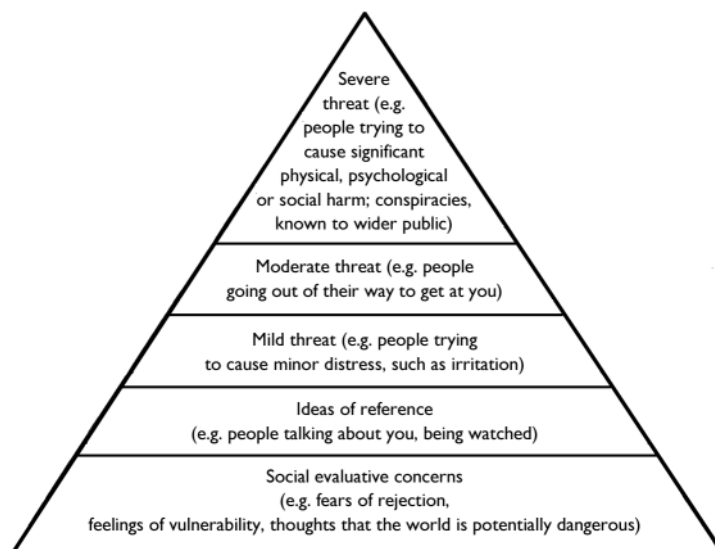 Severe
threat (e.g.
people trying to
cause significant
physical, psychological
or social harm; conspiracies,
known to wider public)
Moderate threat (e.g. people
going out of their way to get at you)
Mild threat (e.g. people trying
to cause minor distress, such as irritation)
Ideas of reference
(e.g. people talking about you, being watched)
Social evaluative concerns
(e.g. fears of rejection,
feelings of vulnerability, thoughts that the world is potentially dangerous)